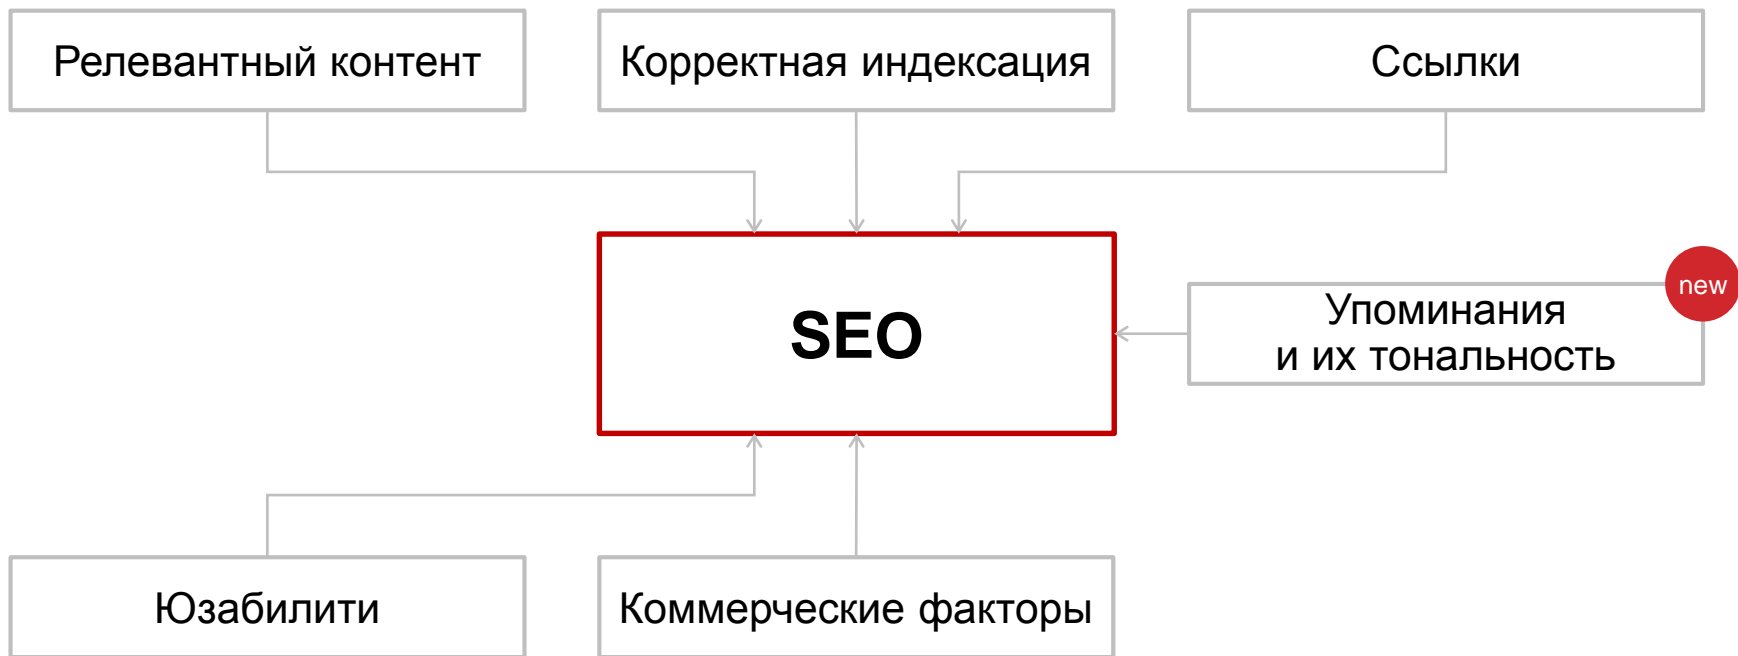 Релевантный контент
Корректная индексация
Ссылки
SEO
new
Упоминания
и их тональность
Юзабилити
Коммерческие факторы